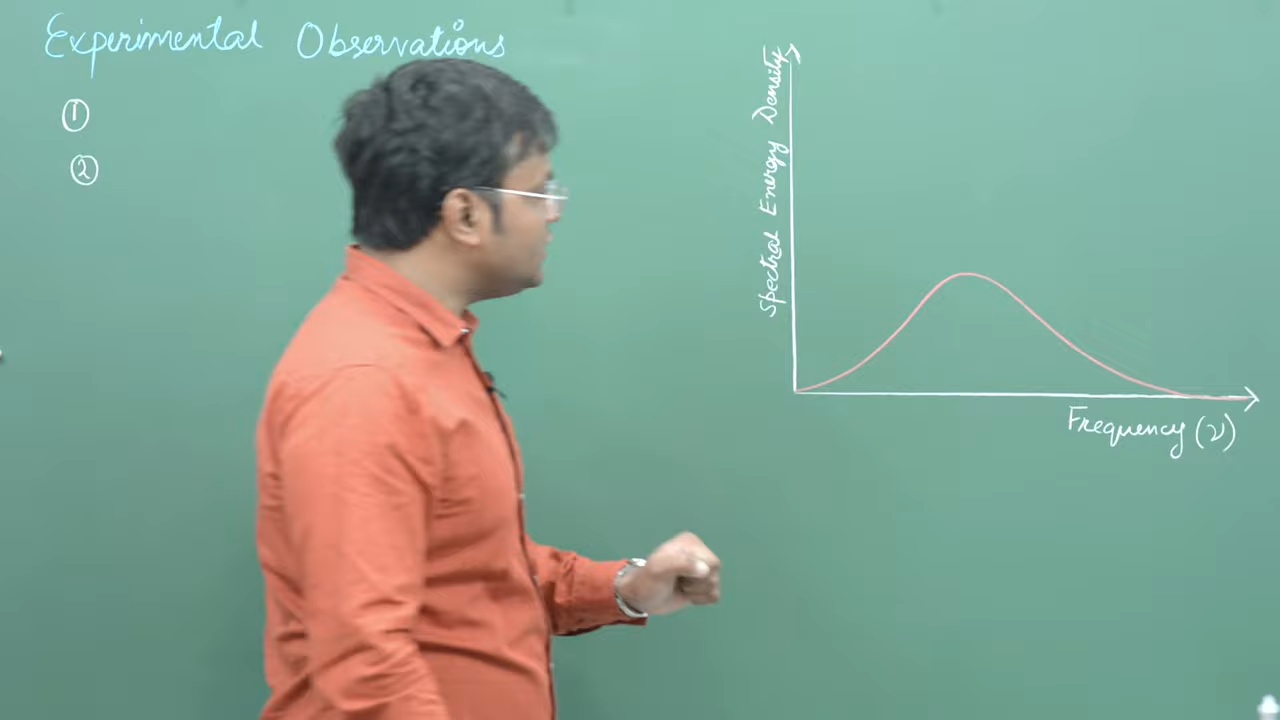 Experimental Observations
①
②
Spectral Energy Density
Frequency (ν)